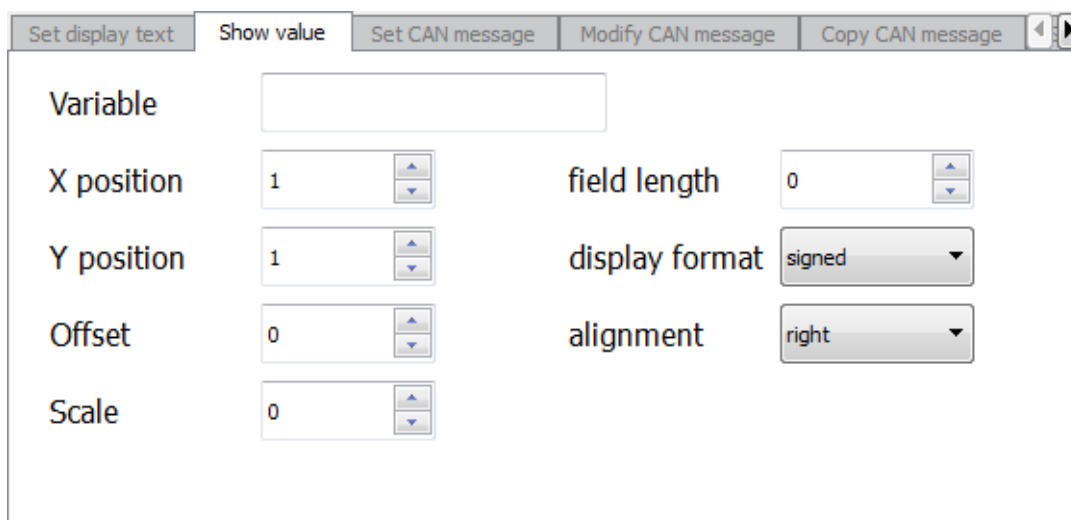 Set display text Show value Set CAN message Modify CAN message Copy CAN message
Variable
X position 1 field length 0
Y position 1 display format signed
Offset 0 alignment right
Scale 0